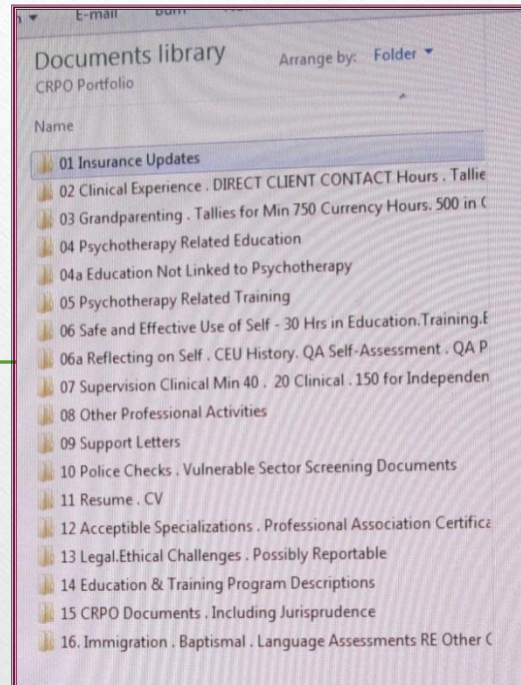 E-mail
Documents library
Arrange by: Folder
CRPO Portfolio
Name
01 Insurance Updates
02 Clinical Experience . DIRECT CLIENT CONTACT Hours . Tallie
03 Grandparenting . Tallies for Min 750 Currency Hours. 500 in
04 Psychotherapy Related Education
04a Education Not Linked to Psychotherapy
05 Psychotherapy Related Training
06 Safe and Effective Use of Self - 30 Hrs in Education.Training.E
06a Reflecting on Self . CEU History. QA Self-Assessment . QA P
07 Supervision Clinical Min 40 . 20 Clinical . 150 for Independen
08 Other Professional Activities
09 Support Letters
10 Police Checks . Vulnerable Sector Screening Documents
11 Resume . CV
12 Acceptible Specializations . Professional Association Certifica
13 Legal.Ethical Challenges . Possibly Reportable
14 Education & Training Program Descriptions
15 CRPO Documents . Including Jurisprudence
16. Immigration . Baptismal . Language Assessments RE Other